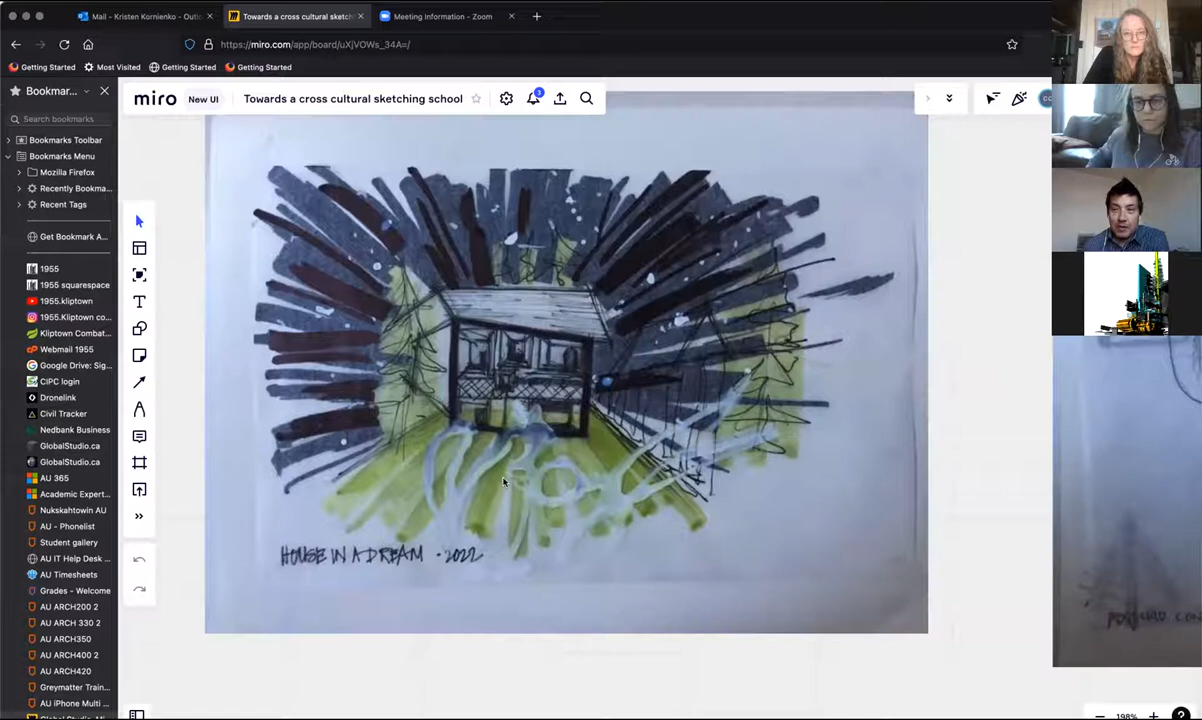 Mail - Kristen Kornienko - Outlo
Towards a cross cultural sketch
Meeting Information - Zoom
https://miro.com/app/board/uXjVOWs_34A=/
Getting Started
Most Visited
Getting Started
Getting Started
Bookmar...
miro
New UI
Towards a cross cultural sketching school
3
Search bookmarks
Bookmarks Toolbar
Bookmarks Menu
Mozilla Firefox
Recently Bookma...
Recent Tags
Get Bookmark A...
1955
1955 squarespace
1955.kliptown
1955.Kliptown co...
Kliptown Combat...
Webmail 1955
Google Drive: Sig...
CIPC login
Dronelink
Civil Tracker
Nedbank Business
GlobalStudio.ca
GlobalStudio.ca
AU 365
Academic Expert...
Nukskahtowin AU
AU - Phonelist
Student gallery
AU IT Help Desk ...
AU Timesheets
Grades - Welcome
AU ARCH200 2
AU ARCH 330 2
AU ARCH350
AU ARCH400 2
AU ARCH420
Greymatter Train...
AU iPhone Multi ...
HOUSE IN A DREAM - 2022
198%